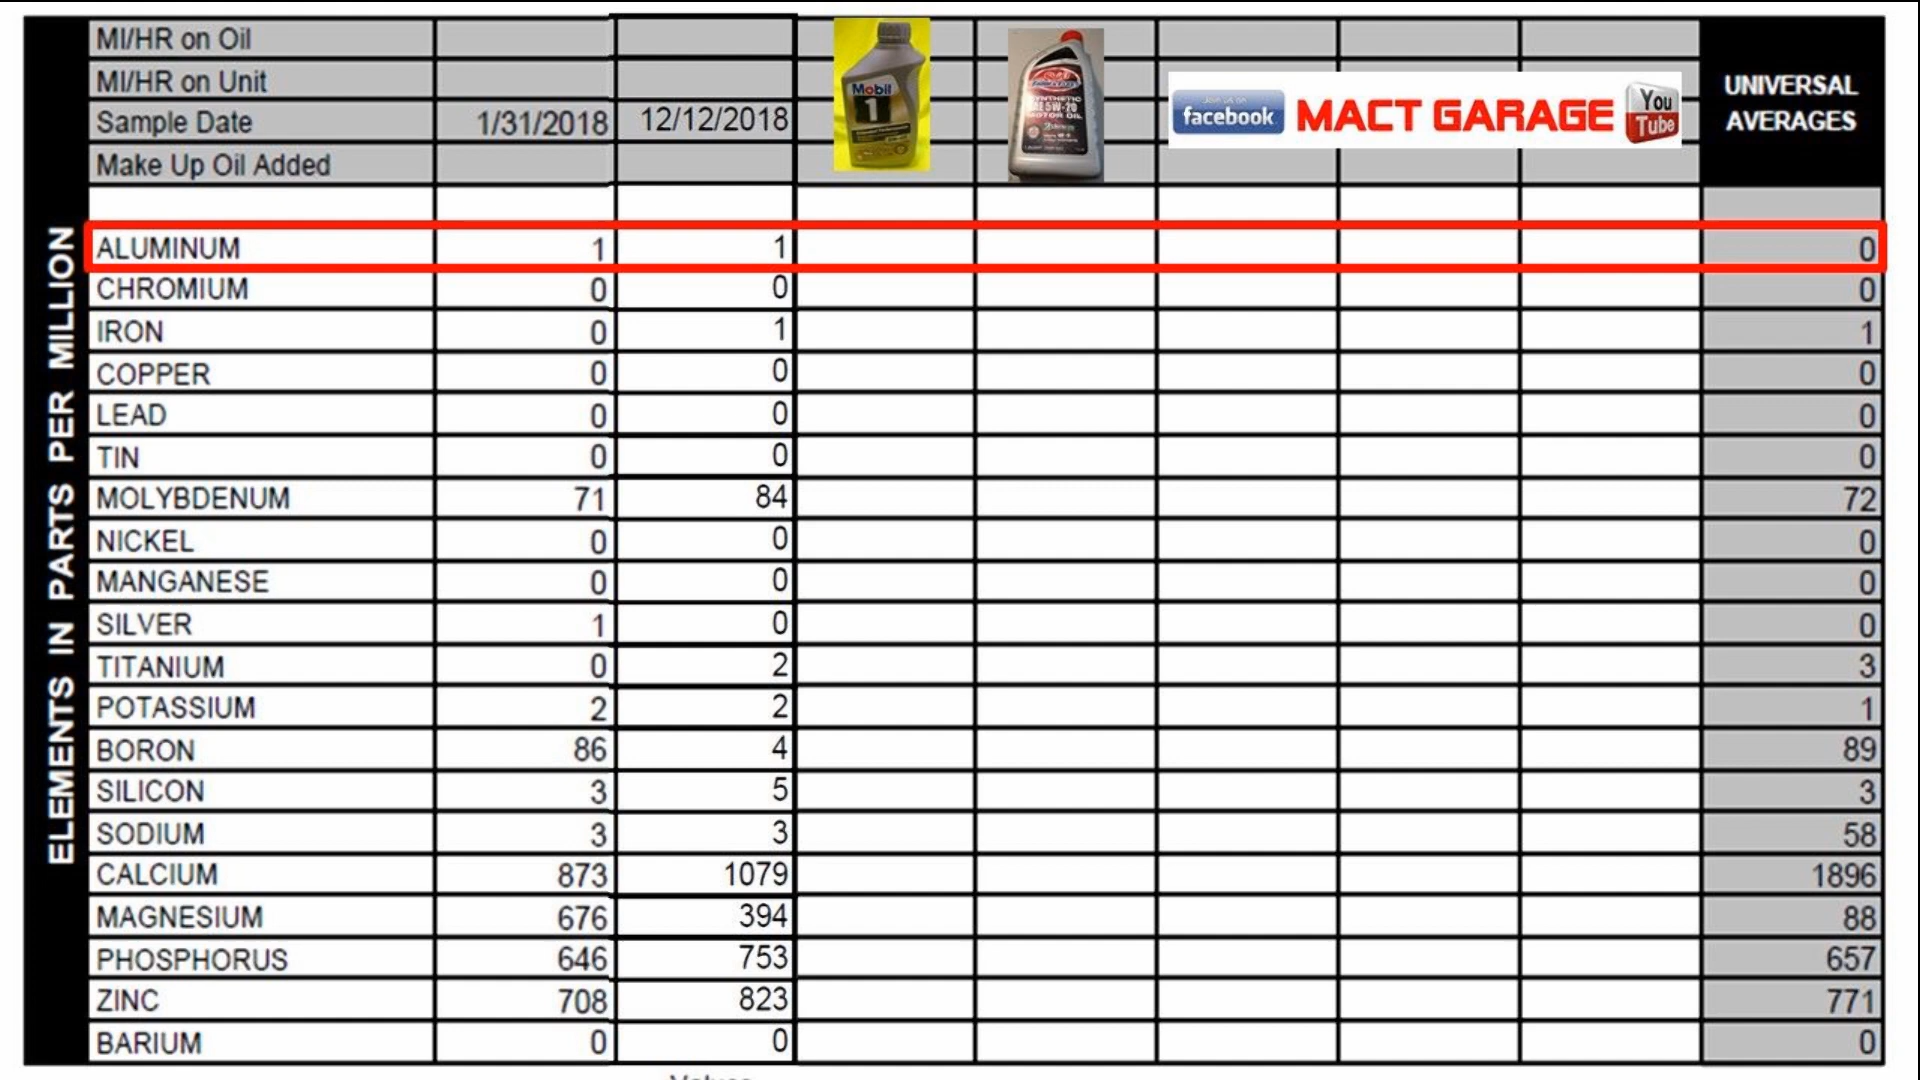 MI/HR on Oil
MI/HR on Unit
Sample Date 1/31/2018 12/12/2018
Make Up Oil Added
Mobil
1
SYNTHETIC
SAE 5W-20
MOTOR OIL
facebook
MACT GARAGE
You
Tube
UNIVERSAL
AVERAGES
ELEMENTS IN PARTS PER MILLION
ALUMINUM 1 1 0
CHROMIUM 0 0 0
IRON 0 1 1
COPPER 0 0 0
LEAD 0 0 0
TIN 0 0 0
MOLYBDENUM 71 84 72
NICKEL 0 0 0
MANGANESE 0 0 0
SILVER 1 0 0
TITANIUM 0 2 3
POTASSIUM 2 2 1
BORON 86 4 89
SILICON 3 5 3
SODIUM 3 3 58
CALCIUM 873 1079 1896
MAGNESIUM 676 394 88
PHOSPHORUS 646 753 657
ZINC 708 823 771
BARIUM 0 0 0